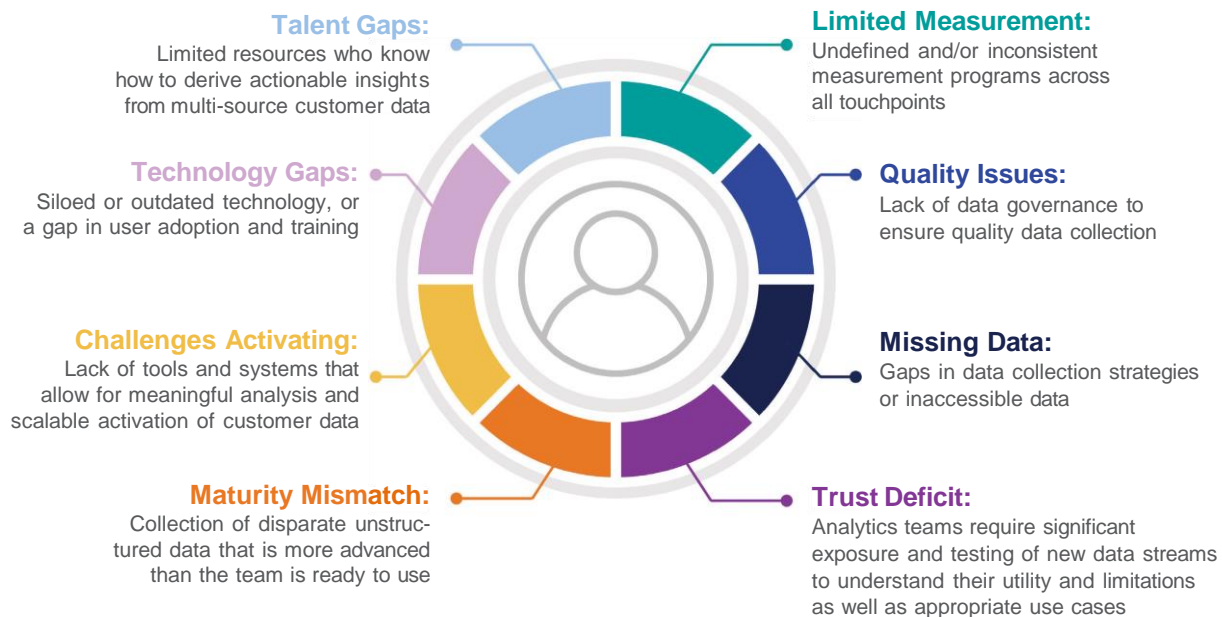 Talent Gaps:
Limited resources who know
how to derive actionable insights
from multi-source customer data
Limited Measurement:
Undefined and/or inconsistent
measurement programs across
all touchpoints
Technology Gaps:
Siloed or outdated technology, or
a gap in user adoption and training
Quality Issues:
Lack of data governance to
ensure quality data collection
Challenges Activating:
Lack of tools and systems that
allow for meaningful analysis and
scalable activation of customer data
Missing Data:
Gaps in data collection strategies
or inaccessible data
Maturity Mismatch:
Collection of disparate unstruc-
tured data that is more advanced
than the team is ready to use
Trust Deficit:
Analytics teams require significant
exposure and testing of new data streams
to understand their utility and limitations
as well as appropriate use cases